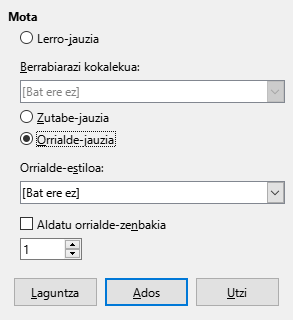 Mota
Lerro-jauzia
Berrabiarazi kokalekua:
[Bat ere ez]
Zutabe-jauzia
Orrialde-jauzia
Orrialde-estiloa:
[Bat ere ez]
Aldatu orrialde-zenbakia
1
Laguntza Ados Utzi